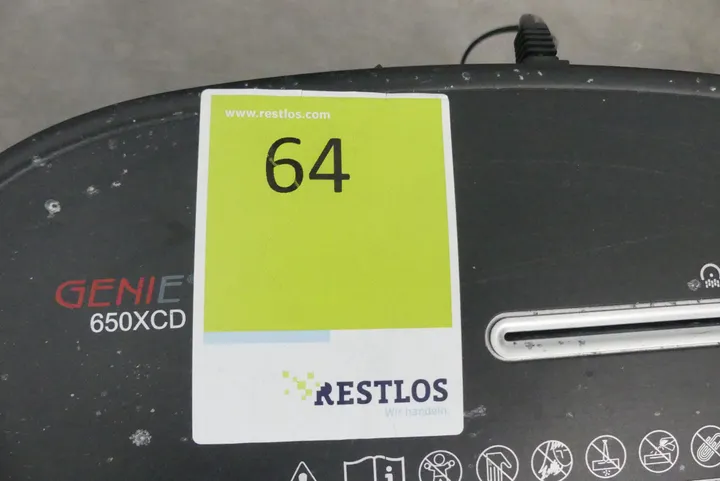 www.restlos.com
64
GENIE
650XCD
RESTLOS
Wir handeln.